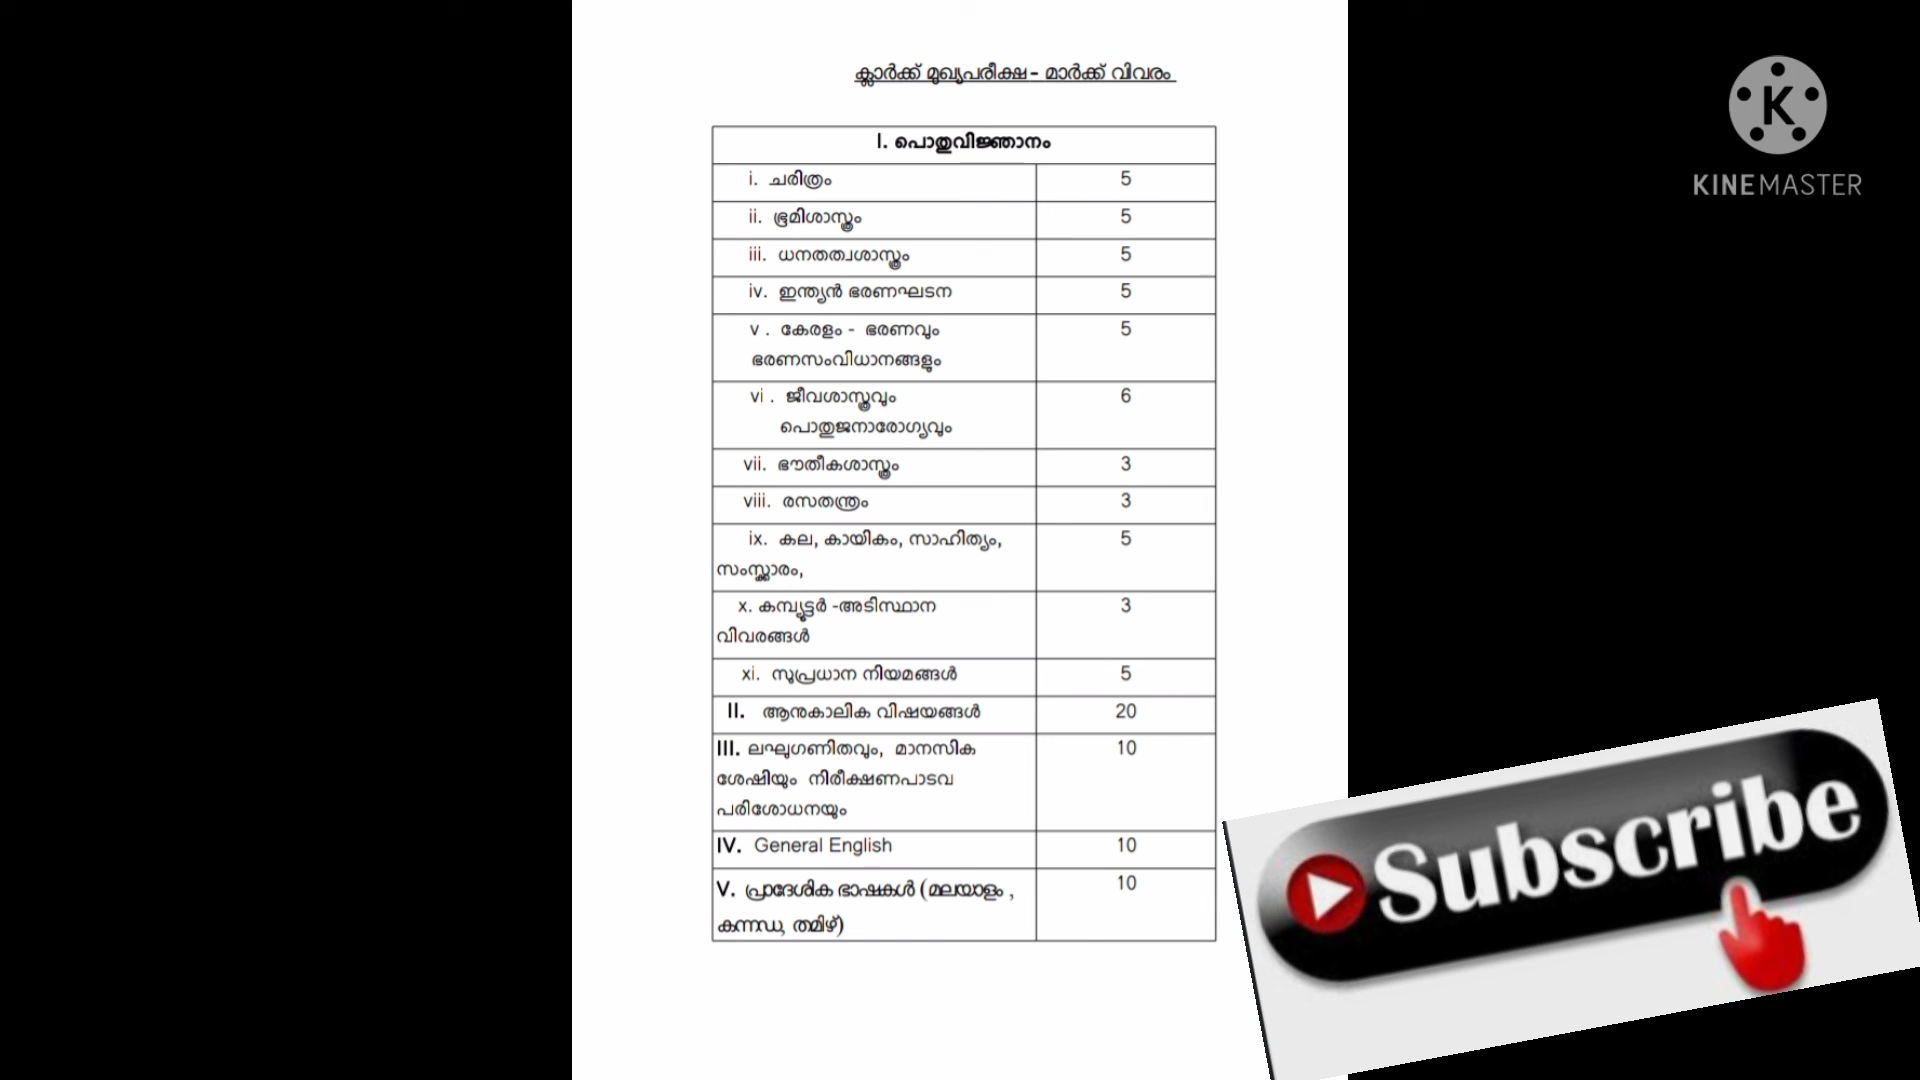 ക്ലാർക്ക് മുഖ്യപരീക്ഷ - മാർക്ക് വിവരം
I. പൊതുവിജ്ഞാനം
i. ചരിത്രം 5
ii. ഭൂമിശാസ്ത്രം 5
iii. ധനതത്വശാസ്ത്രം 5
iv. ഇന്ത്യൻ ഭരണഘടന 5
v . കേരളം - ഭരണവും 5
ഭരണസംവിധാനങ്ങളും
vi . ജീവശാസ്ത്രവും 6
പൊതുജനാരോഗ്യവും
vii. ഭൗതീകശാസ്ത്രം 3
viii. രസതന്ത്രം 3
ix. കല, കായികം, സാഹിത്യം, 5
സംസ്ക്കാരം,
x. കമ്പ്യൂട്ടർ -അടിസ്ഥാന 3
വിവരങ്ങൾ
xi. സുപ്രധാന നിയമങ്ങൾ 5
II. ആനുകാലിക വിഷയങ്ങൾ 20
III. ലഘുഗണിതവും, മാനസിക 10
ശേഷിയും നിരീക്ഷണപാടവ
പരിശോധനയും
IV. General English 10
V. പ്രാദേശിക ഭാഷകൾ (മലയാളം , 10
കന്നഡ, തമിഴ്)
K
KINEMASTER
Subscribe